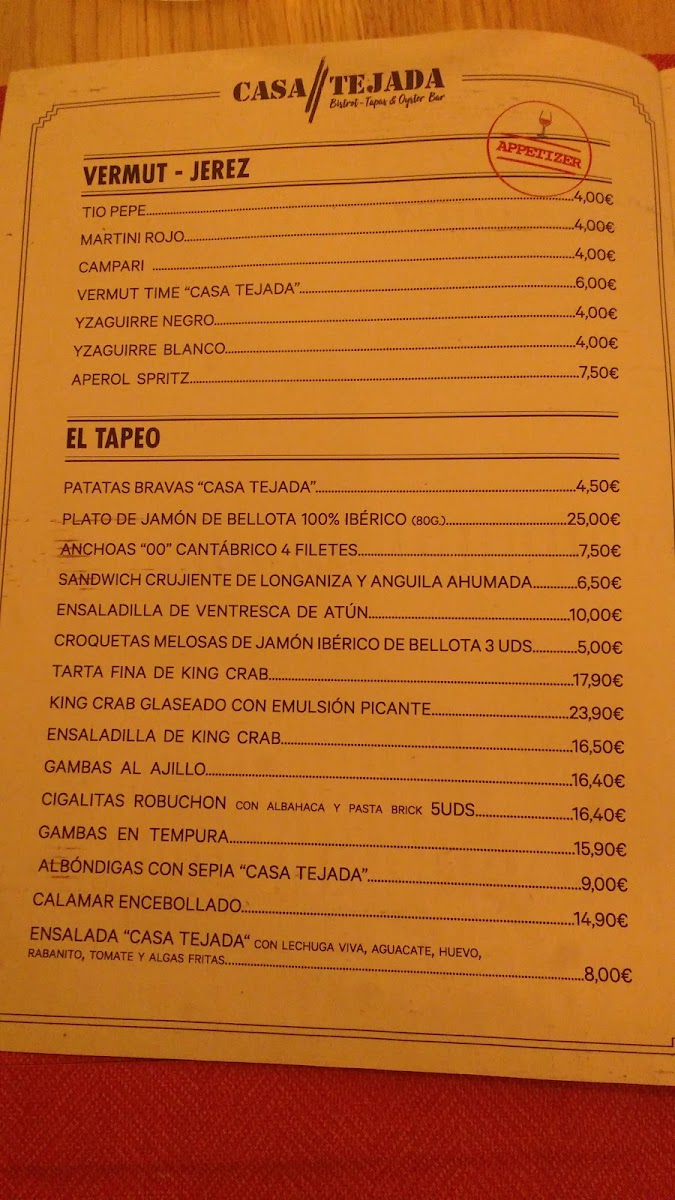 CASA//TEJADA
Bistrot - Tapas & Oyster Bar
APPETIZER
VERMUT - JEREZ
TIO PEPE 4,00€
MARTINI ROJO 4,00€
CAMPARI 4,00€
VERMUT TIME “CASA TEJADA” 6,00€
YZAGUIRRE NEGRO 4,00€
YZAGUIRRE BLANCO 4,00€
APEROL SPRITZ 7,50€
EL TAPEO
PATATAS BRAVAS “CASA TEJADA” 4,50€
PLATO DE JAMÓN DE BELLOTA 100% IBÉRICO (80G.) 25,00€
ANCHOAS “00” CANTÁBRICO 4 FILETES 7,50€
SANDWICH CRUJIENTE DE LONGANIZA Y ANGUILA AHUMADA 6,50€
ENSALADILLA DE VENTRESCA DE ATÚN 10,00€
CROQUETAS MELOSAS DE JAMÓN IBÉRICO DE BELLOTA 3 UDS 5,00€
TARTA FINA DE KING CRAB 17,90€
KING CRAB GLASEADO CON EMULSIÓN PICANTE 23,90€
ENSALADILLA DE KING CRAB 16,50€
GAMBAS AL AJILLO 16,40€
CIGALITAS ROBUCHON CON ALBAHACA Y PASTA BRICK 5UDS 16,40€
GAMBAS EN TEMPURA 15,90€
ALBÓNDIGAS CON SEPIA “CASA TEJADA” 9,00€
CALAMAR ENCEBOLLADO 14,90€
ENSALADA “CASA TEJADA“ CON LECHUGA VIVA, AGUACATE, HUEVO,
RABANITO, TOMATE Y ALGAS FRITAS 8,00€